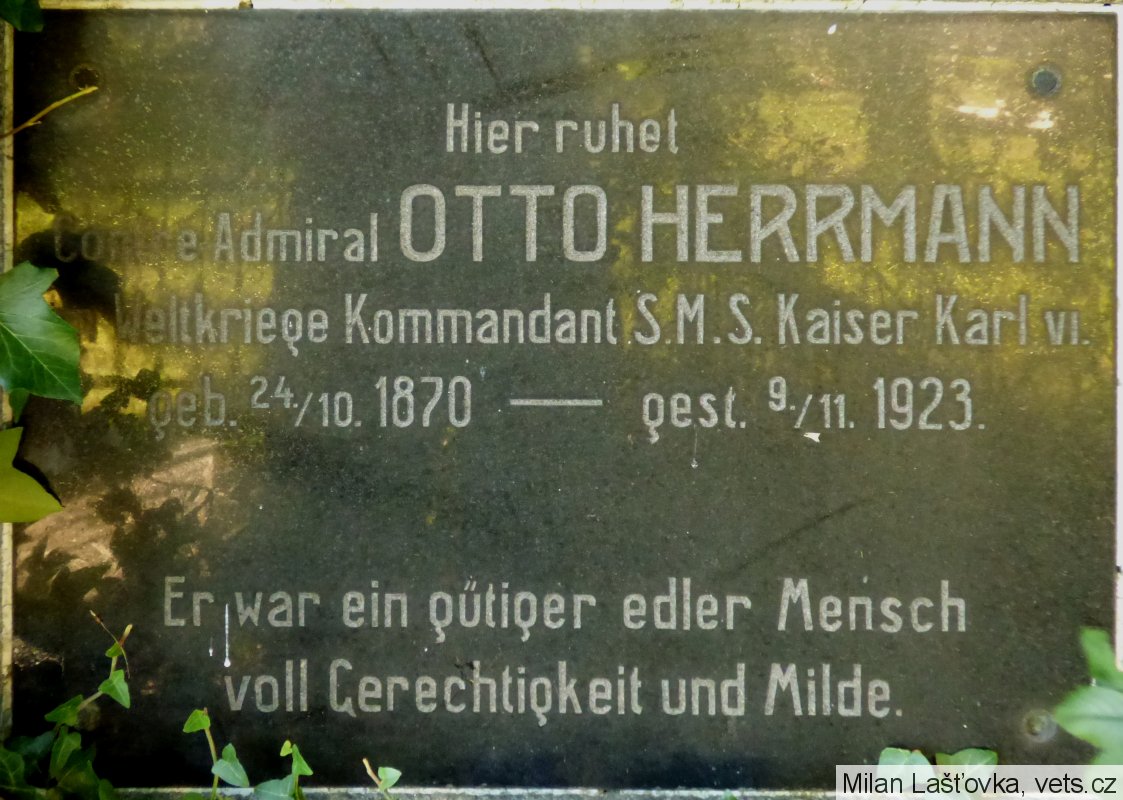 Hier ruhet
Contre Admiral OTTO HERRMANN
Weltkriege Kommandant S.M.S. Kaiser Karl VI.
geb. 24./10. 1870 — gest. 9./11. 1923.
Er war ein gütiger edler Mensch
voll Gerechtigkeit und Milde.
Milan Lašťovka, vets.cz